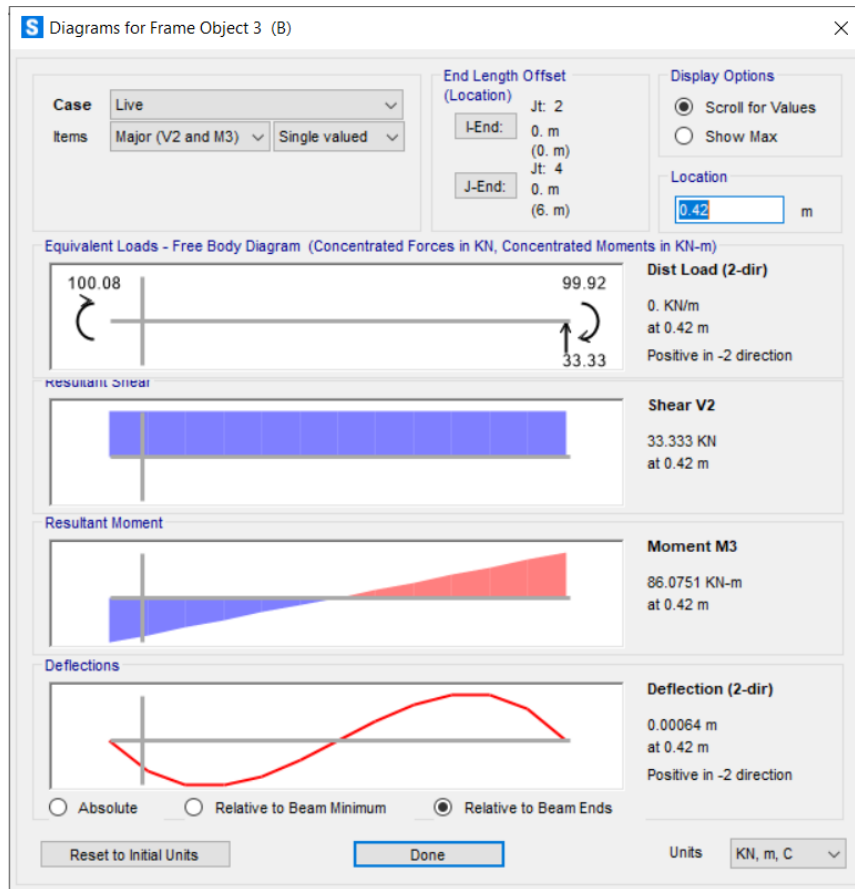 S Diagrams for Frame Object 3 (B)
Case Live
Items Major (V2 and M3) Single valued
End Length Offset
(Location)
I-End:
Jt: 2
0. m
(0. m)
J-End:
Jt: 4
0. m
(6. m)
Display Options
Scroll for Values
Show Max
Location
0.42 m
Equivalent Loads - Free Body Diagram (Concentrated Forces in KN, Concentrated Moments in KN-m)
100.08
99.92
33.33
Dist Load (2-dir)
0. KN/m
at 0.42 m
Positive in -2 direction
Resultant Shear
Shear V2
33.333 KN
at 0.42 m
Resultant Moment
Moment M3
86.0751 KN-m
at 0.42 m
Deflections
Deflection (2-dir)
0.00064 m
at 0.42 m
Positive in -2 direction
Absolute Relative to Beam Minimum Relative to Beam Ends
Reset to Initial Units Done Units KN, m, C